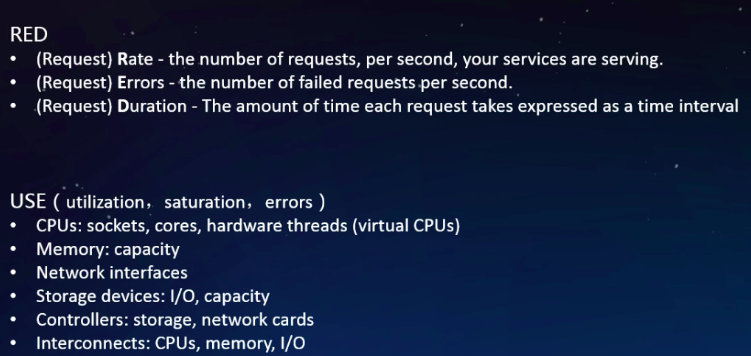 RED
• (Request) Rate - the number of requests, per second, your services are serving.
• (Request) Errors - the number of failed requests per second.
• (Request) Duration - The amount of time each request takes expressed as a time interval
USE ( utilization，saturation，errors )
• CPUs: sockets, cores, hardware threads (virtual CPUs)
• Memory: capacity
• Network interfaces
• Storage devices: I/O, capacity
• Controllers: storage, network cards
• Interconnects: CPUs, memory, I/O